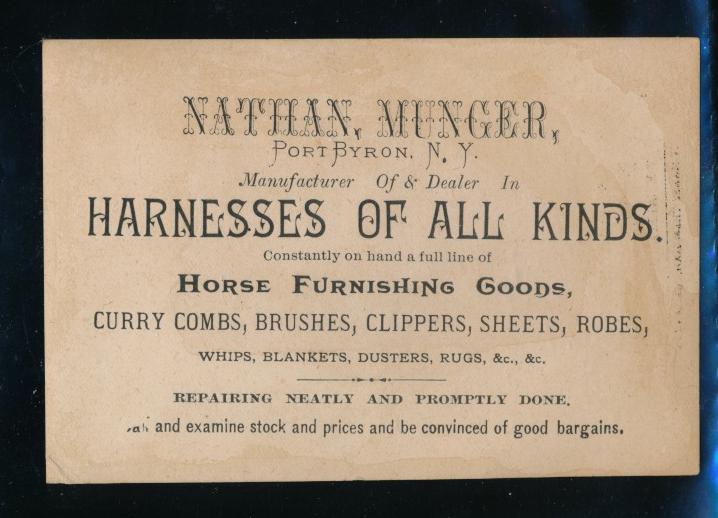 NATHAN, MUNGER,
PORT BYRON, N. Y.
Manufacturer Of & Dealer In
HARNESSES OF ALL KINDS.
Constantly on hand a full line of
HORSE FURNISHING GOODS,
CURRY COMBS, BRUSHES, CLIPPERS, SHEETS, ROBES,
WHIPS, BLANKETS, DUSTERS, RUGS, &c., &c.
REPAIRING NEATLY AND PROMPTLY DONE.
and examine stock and prices and be convinced of good bargains.